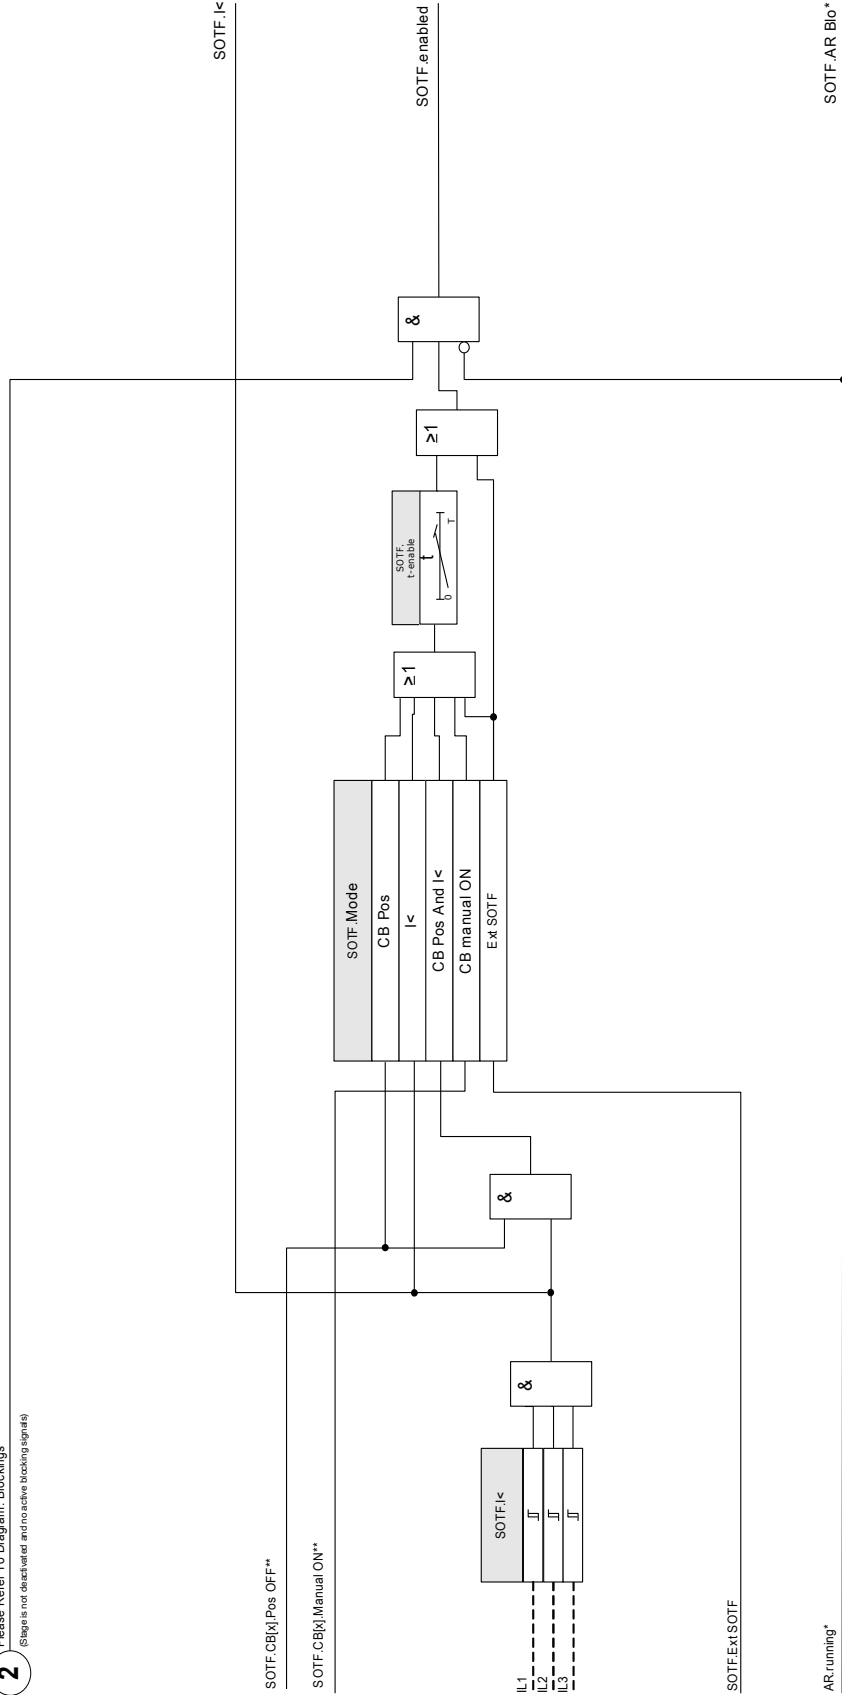 2
Please Refer To Diagram: Blockings
(Stage is not deactivated and no active blocking signals)
SOTF.I<
SOTF.enabled
SOTF.AR Blo*
&
≥1
SOTF.
t-enable
t
0
T
≥1
SOTF.Mode
CB Pos
I<
CB Pos And I<
CB manual ON
Ext SOTF
&
&
SOTF.I<
IL1
IL2
IL3
SOTF.CB[x].Pos OFF**
SOTF.CB[x].Manual ON**
SOTF.Ext SOTF
AR.running*